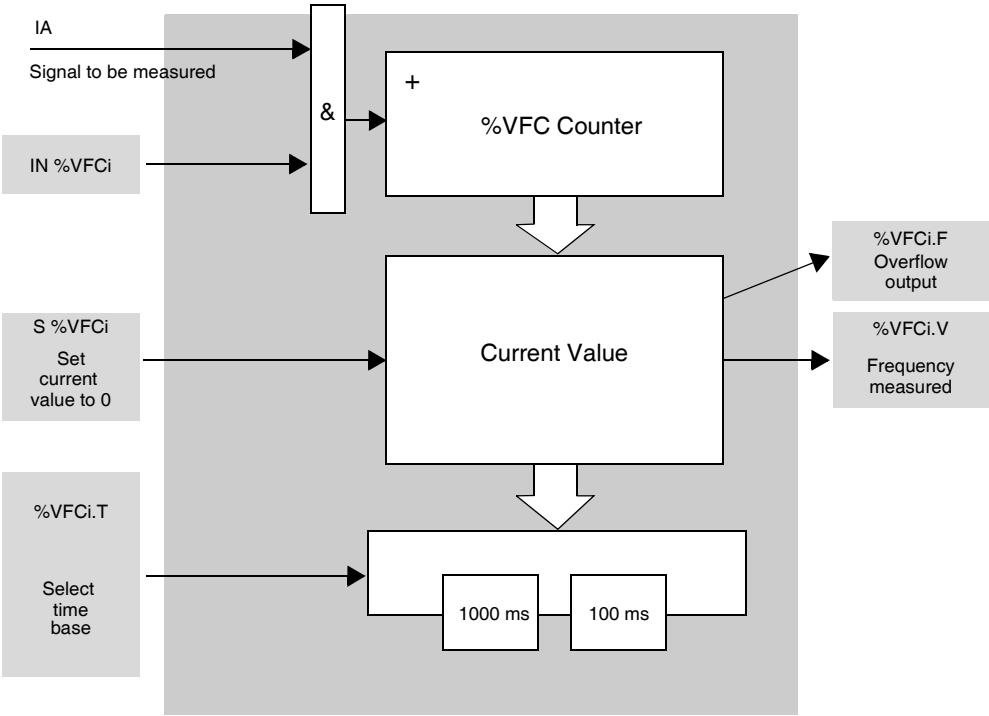 IA
Signal to be measured
&
+
%VFC Counter
IN %VFCi
%VFCi.F
Overflow
output
S %VFCi
Set
current
value to 0
Current Value
%VFCi.V
Frequency
measured
%VFCi.T
Select
time
base
1000 ms
100 ms